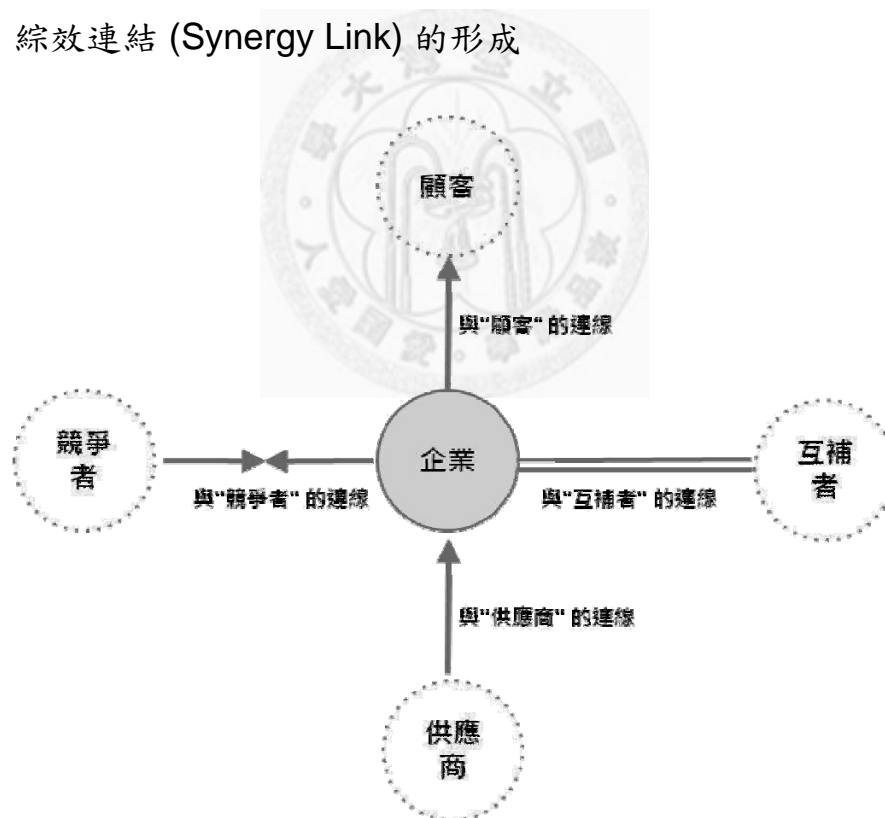 綜效連結 (Synergy Link) 的形成
顧客
與“顧客“ 的連線
競爭
者
企業
互補
者
與“競爭者“ 的連線
與“互補者“ 的連線
與“供應商“ 的連線
供應
商